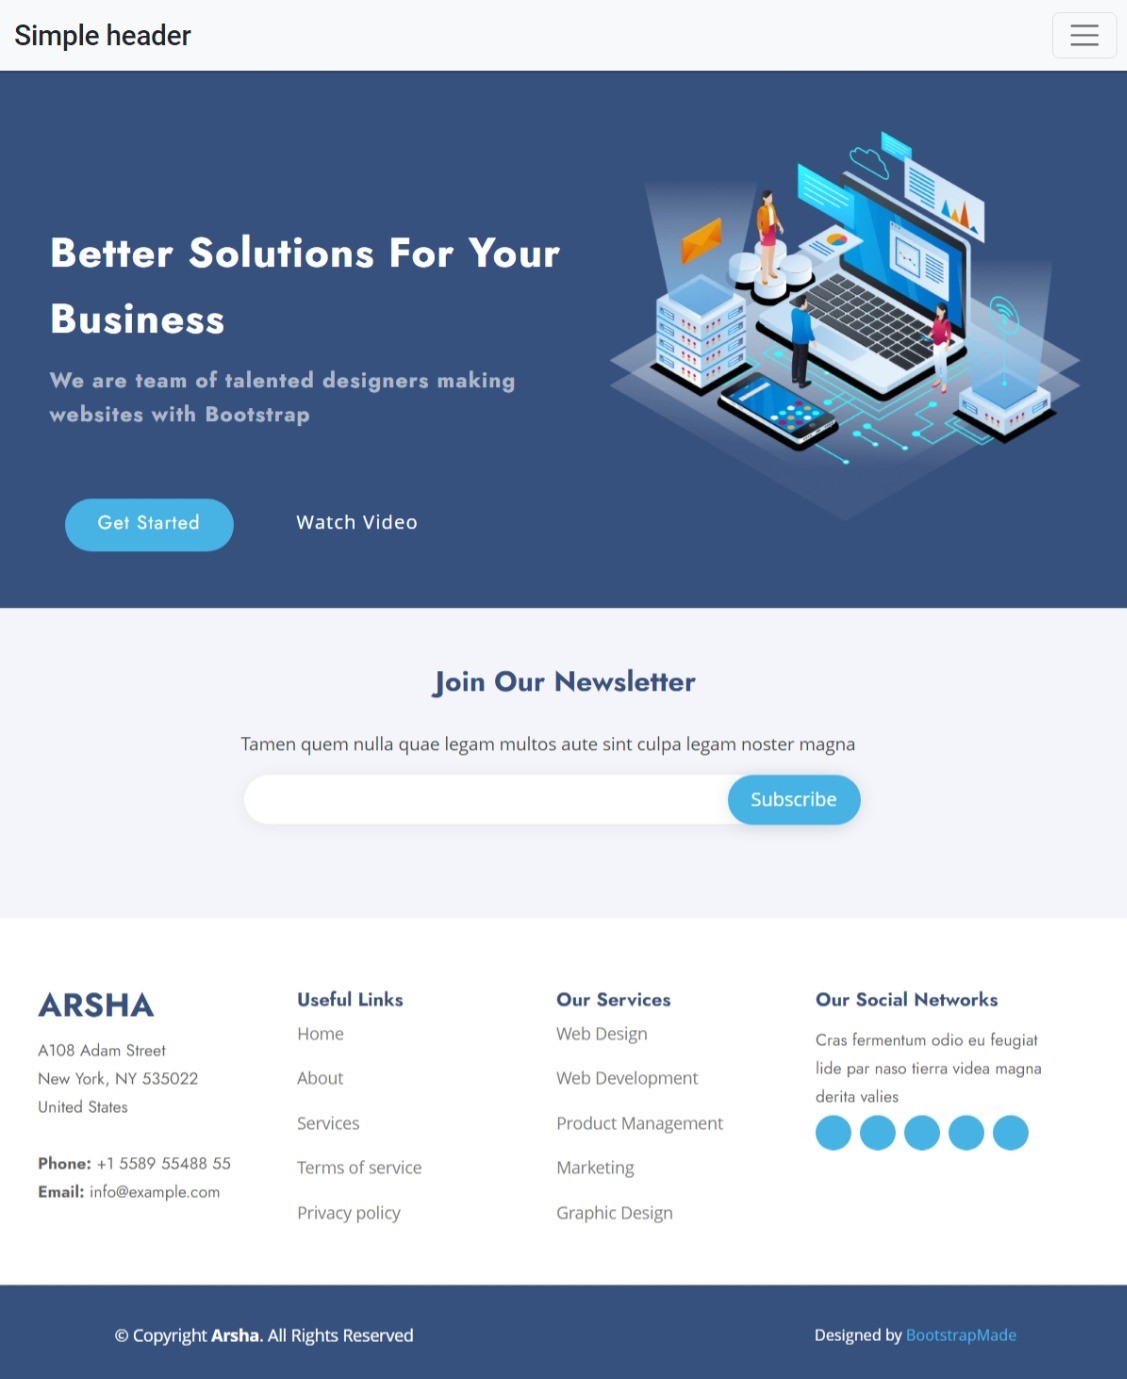 Simple header
Better Solutions For Your
Business
We are team of talented designers making
websites with Bootstrap
Get Started
Watch Video
Join Our Newsletter
Tamen quem nulla quae legam multos aute sint culpa legam noster magna
Subscribe
ARSHA
A108 Adam Street
New York, NY 535022
United States
Phone: +1 5589 55488 55
Email: info@example.com
Useful Links
Home
About
Services
Terms of service
Privacy policy
Our Services
Web Design
Web Development
Product Management
Marketing
Graphic Design
Our Social Networks
Cras fermentum odio eu feugiat
lide par naso tierra videa magna
derita valies
© Copyright Arsha. All Rights Reserved
Designed by BootstrapMade